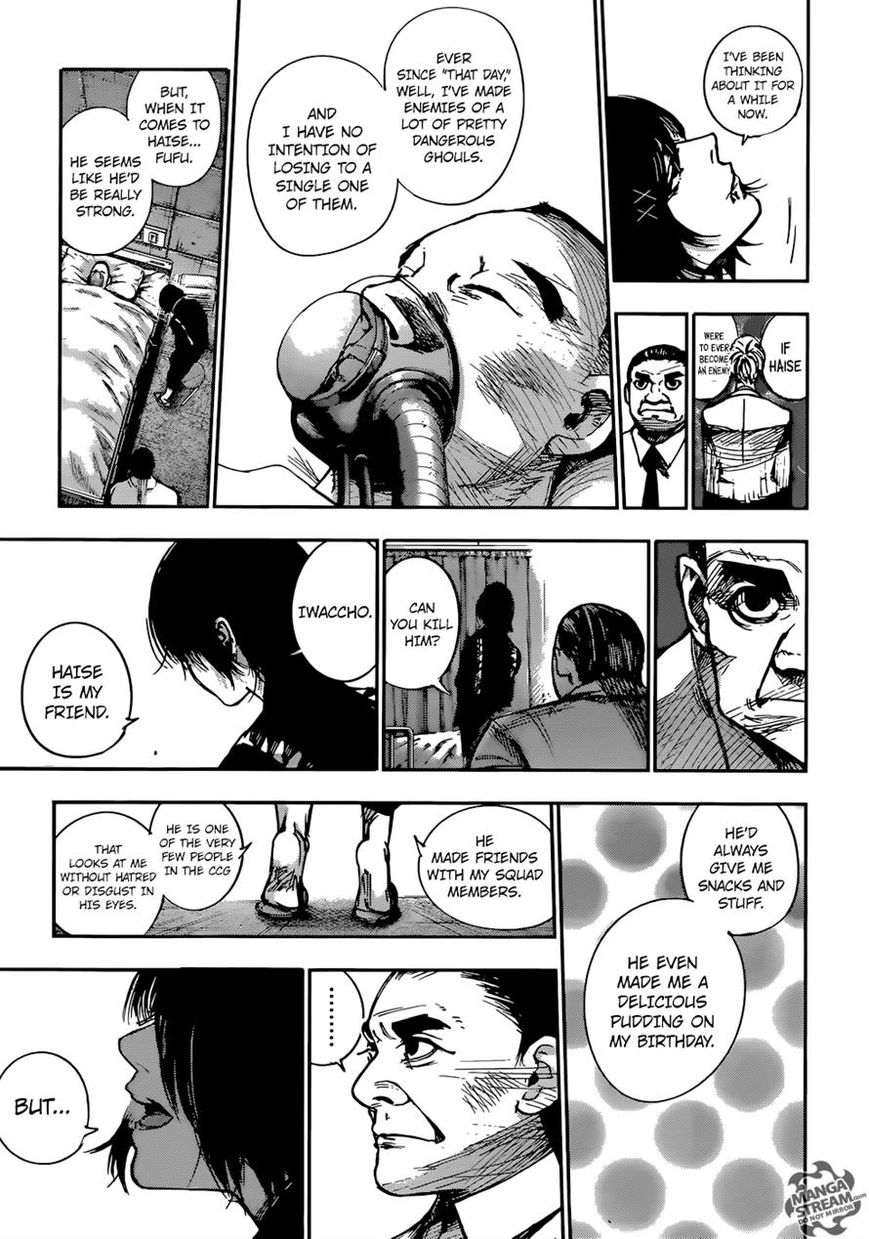 I'VE BEEN
THINKING
ABOUT IT FOR
A WHILE
NOW.
EVER
SINCE "THAT DAY,"
WELL, I'VE MADE
ENEMIES OF A
LOT OF PRETTY
DANGEROUS
GHOULS.
AND
I HAVE NO
INTENTION OF
LOSING TO A
SINGLE ONE
OF THEM.
BUT,
WHEN IT
COMES TO
HAISE...
FUFU.
HE SEEMS
LIKE HE'D
BE REALLY
STRONG.
IF
HAISE
WERE
TO EVER
BECOME
AN ENEMY
CAN
YOU KILL
HIM?
IWACCHO.
HAISE
IS MY
FRIEND.
HE'D
ALWAYS
GIVE ME
SNACKS AND
STUFF.
HE EVEN
MADE ME A
DELICIOUS
PUDDING ON
MY BIRTHDAY.
HE
MADE FRIENDS
WITH MY SQUAD
MEMBERS.
HE IS ONE
OF THE VERY
FEW PEOPLE
IN THE CCG
THAT
LOOKS AT ME
WITHOUT HATRED
OR DISGUST IN
HIS EYES.
........
BUT...
MANGA
STREAM.com
DO NOT MIRROR